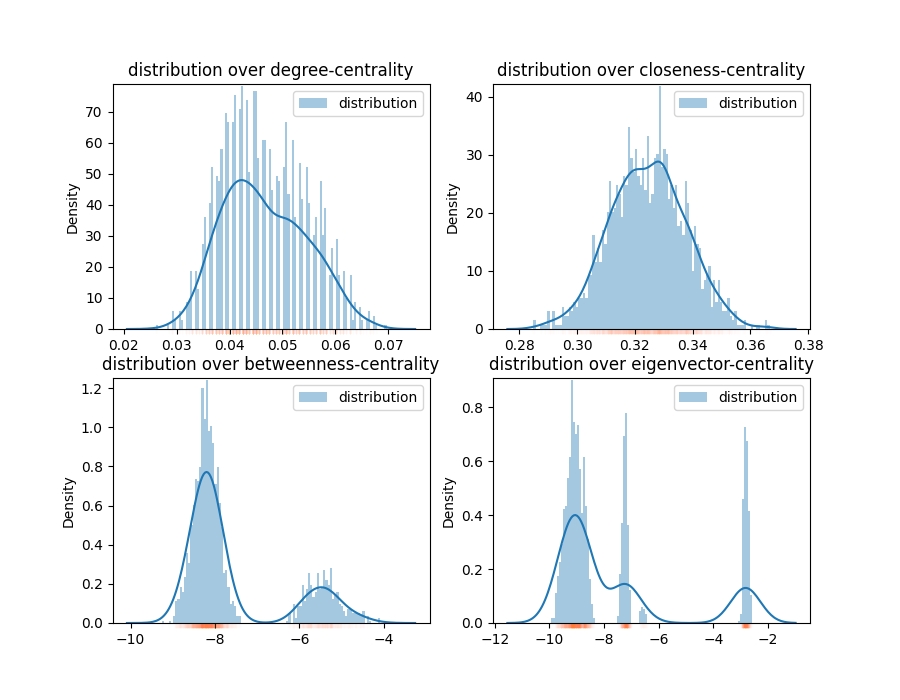 distribution over degree-centrality
distribution
Density
70
60
50
40
30
20
10
0
0.02 0.03 0.04 0.05 0.06 0.07
distribution over closeness-centrality
distribution
Density
40
30
20
10
0
0.28 0.30 0.32 0.34 0.36 0.38
distribution over betweenness-centrality
distribution
Density
1.2
1.0
0.8
0.6
0.4
0.2
0.0
−10 −8 −6 −4
distribution over eigenvector-centrality
distribution
Density
0.8
0.6
0.4
0.2
0.0
−12 −10 −8 −6 −4 −2